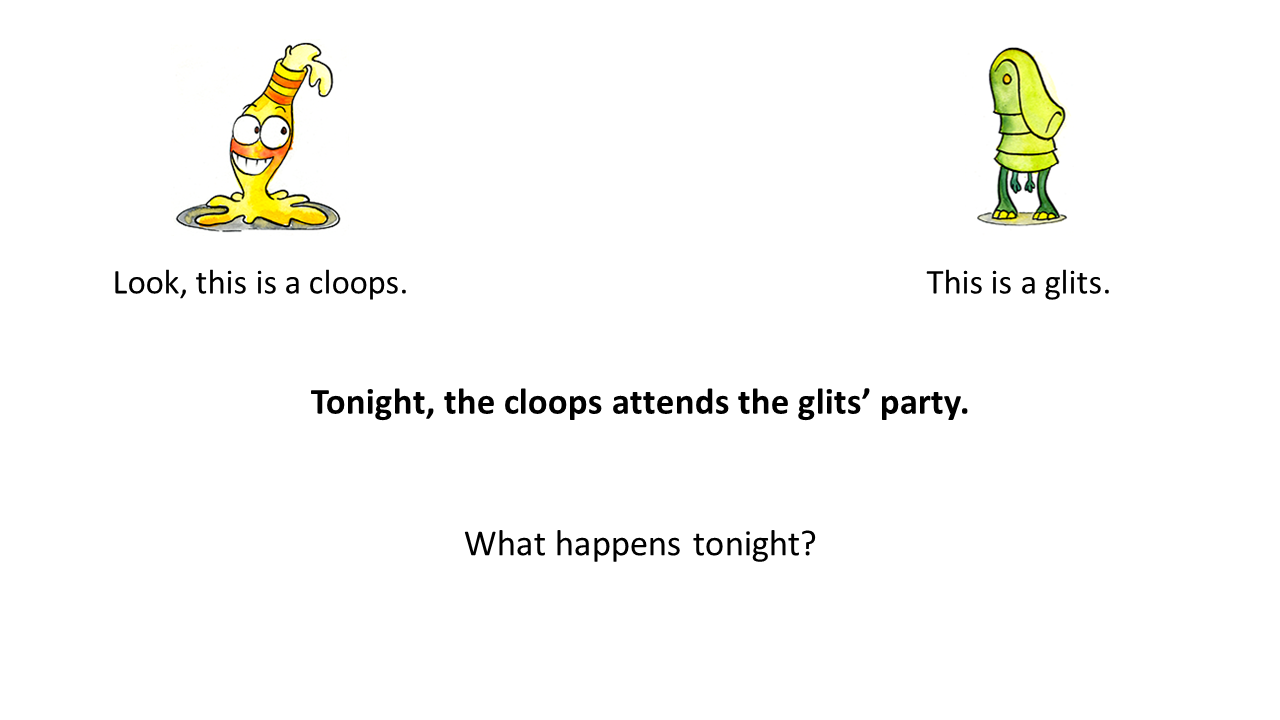 Look, this is a cloops.
This is a glits.
Tonight, the cloops attends the glits’ party.
What happens tonight?